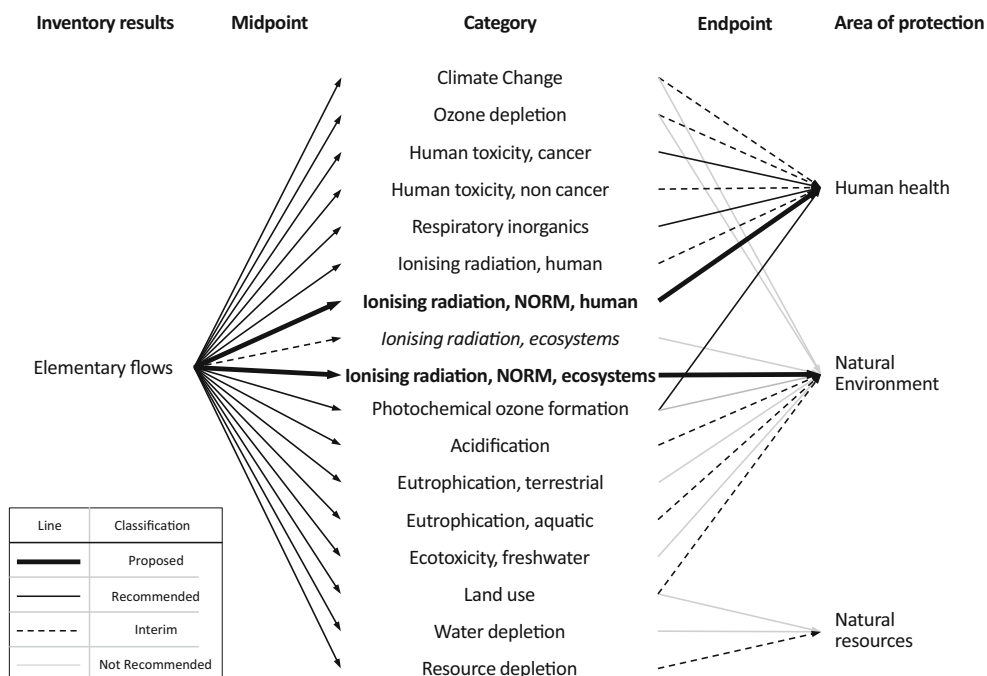 Inventory results Midpoint Category Endpoint Area of protection
Climate Change
Ozone depletion
Human toxicity, cancer
Human toxicity, non cancer
Respiratory inorganics
Ionising radiation, human
Ionising radiation, NORM, human
Ionising radiation, ecosystems
Ionising radiation, NORM, ecosystems
Photochemical ozone formation
Acidification
Eutrophication, terrestrial
Eutrophication, aquatic
Ecotoxicity, freshwater
Land use
Water depletion
Resource depletion
Elementary flows
Human health
Natural
Environment
Natural
resources
Line Classification
Proposed
Recommended
Interim
Not Recommended